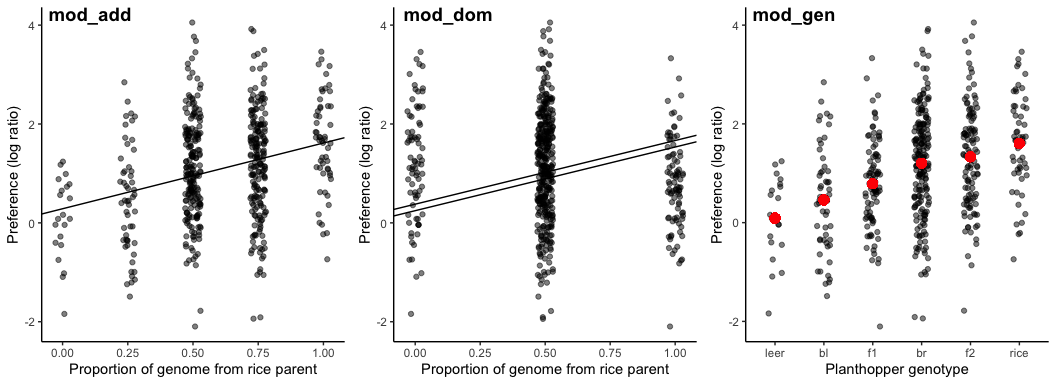 mod_add
Preference (log ratio)
4
2
0
-2
0.00 0.25 0.50 0.75 1.00
Proportion of genome from rice parent
mod_dom
Preference (log ratio)
4
2
0
-2
0.00 0.25 0.50 0.75 1.00
Proportion of genome from rice parent
mod_gen
Preference (log ratio)
4
2
0
-2
leer bl f1 br f2 rice
Planthopper genotype